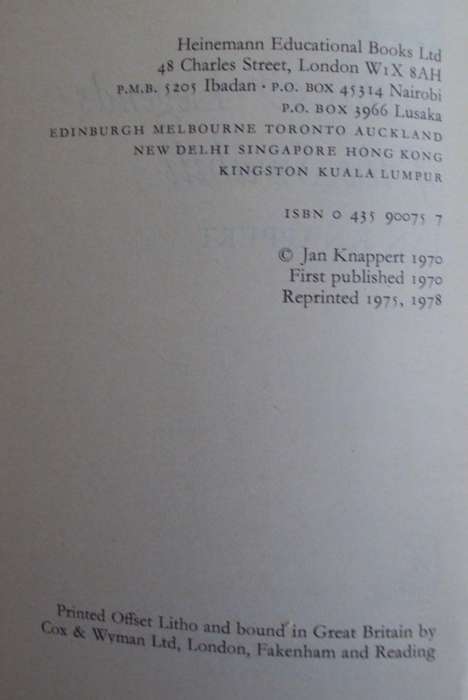 Heinemann Educational Books Ltd
48 Charles Street, London W1X 8AH
P.M.B. 5205 Ibadan · P.O. BOX 45314 Nairobi
P.O. BOX 3966 Lusaka
EDINBURGH MELBOURNE TORONTO AUCKLAND
NEW DELHI SINGAPORE HONG KONG
KINGSTON KUALA LUMPUR
ISBN 0 435 90075 7
© Jan Knappert 1970
First published 1970
Reprinted 1975, 1978
Printed Offset Litho and bound in Great Britain by
Cox & Wyman Ltd, London, Fakenham and Reading